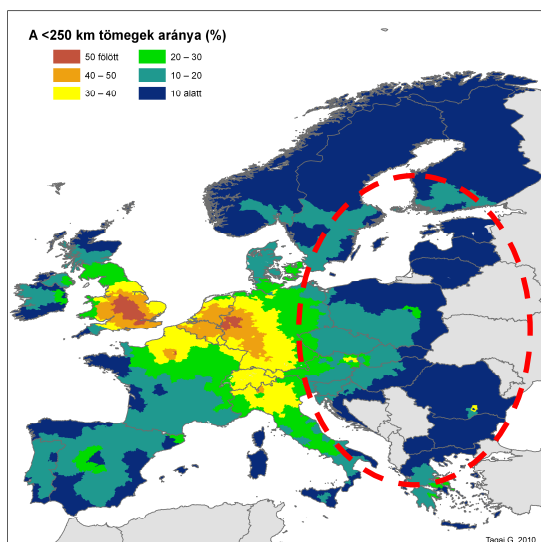 A <250 km tömegek aránya (%)
50 fölött
40 – 50
30 – 40
20 – 30
10 – 20
10 alatt
Tagai G. 2010